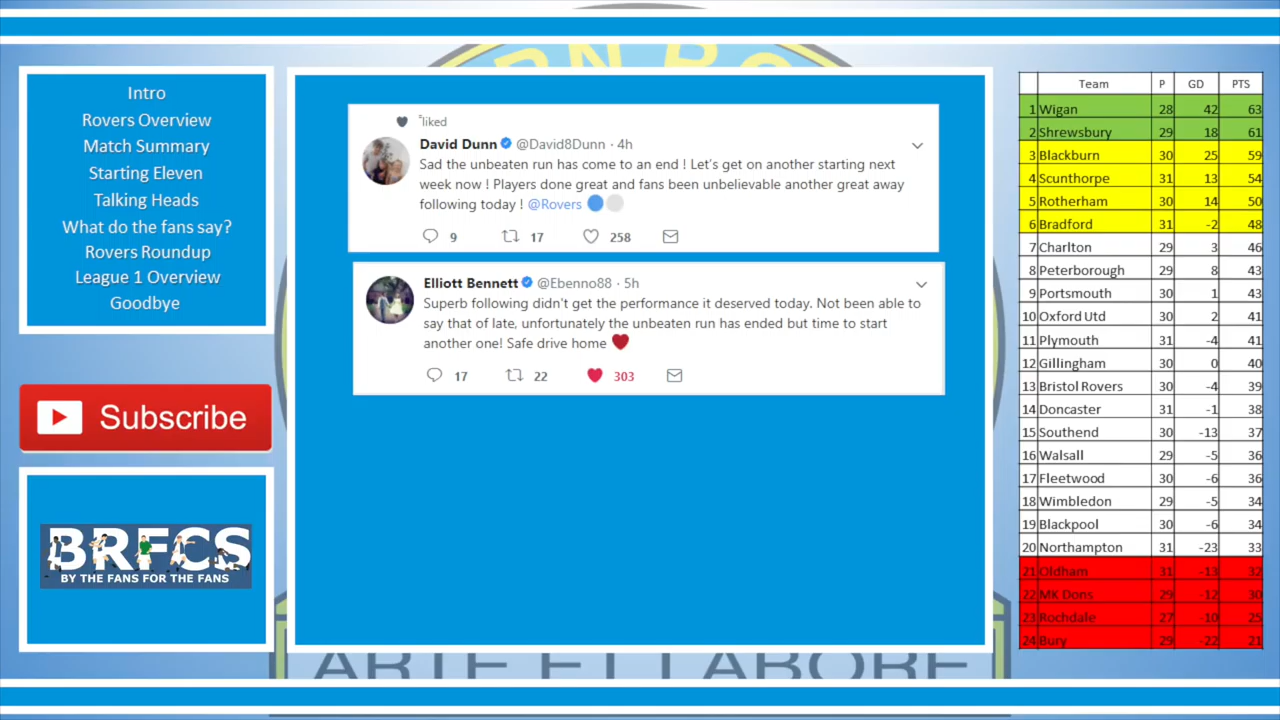 RN RO
Intro
Rovers Overview
Match Summary
Starting Eleven
Talking Heads
What do the fans say?
Rovers Roundup
League 1 Overview
Goodbye
Subscribe
BRFCS
BY THE FANS FOR THE FANS
liked
David Dunn @David8Dunn · 4h
Sad the unbeaten run has come to an end ! Let's get on another starting next
week now ! Players done great and fans been unbelievable another great away
following today ! @Rovers
9 17 258
Elliott Bennett @Ebenno88 · 5h
Superb following didn't get the performance it deserved today. Not been able to
say that of late, unfortunately the unbeaten run has ended but time to start
another one! Safe drive home
17 22 303
Team P GD PTS
1 Wigan 28 42 63
2 Shrewsbury 29 18 61
3 Blackburn 30 25 59
4 Scunthorpe 31 13 54
5 Rotherham 30 14 50
6 Bradford 31 -2 48
7 Charlton 29 3 46
8 Peterborough 29 8 43
9 Portsmouth 30 1 43
10 Oxford Utd 30 2 41
11 Plymouth 31 -4 41
12 Gillingham 30 0 40
13 Bristol Rovers 30 -4 39
14 Doncaster 31 -1 38
15 Southend 30 -13 37
16 Walsall 29 -5 36
17 Fleetwood 30 -6 36
18 Wimbledon 29 -5 34
19 Blackpool 30 -6 34
20 Northampton 31 -23 33
21 Oldham 31 -13 32
22 MK Dons 29 -12 30
23 Rochdale 27 -10 25
24 Bury 29 -22 21
ARTE ET LABORE